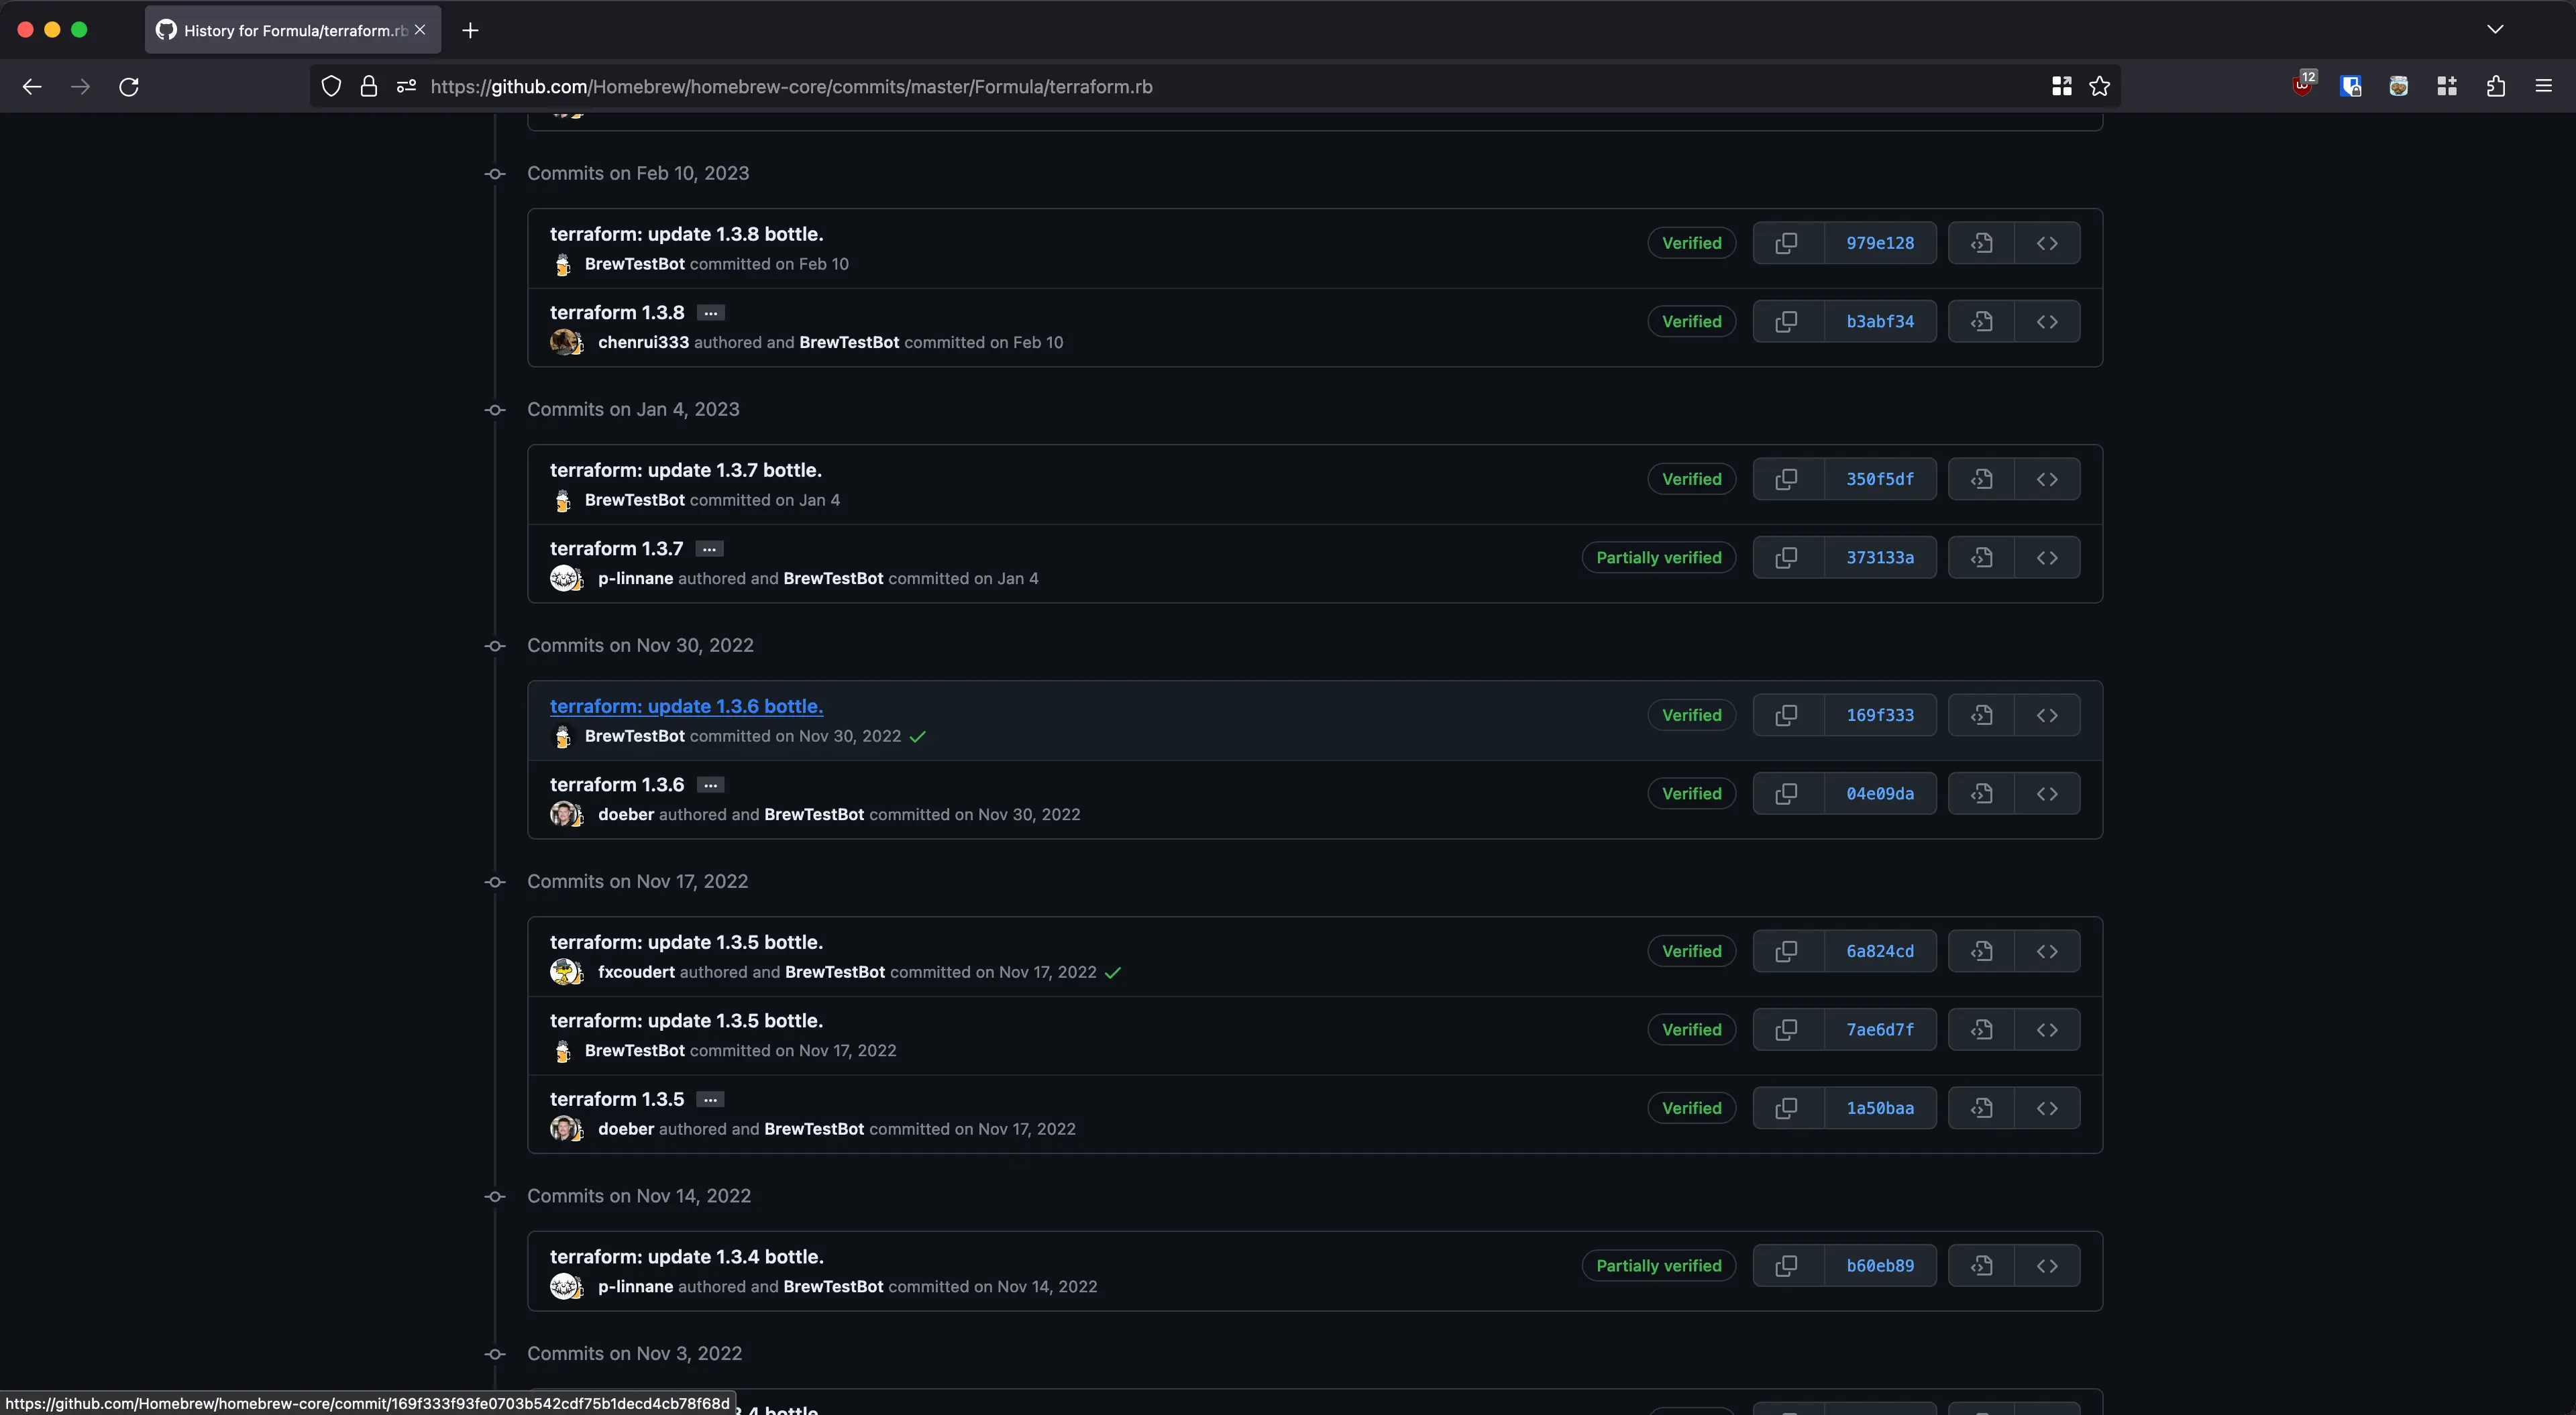 History for Formula/terraform.rb
https://github.com/Homebrew/homebrew-core/commits/master/Formula/terraform.rb
12
Commits on Feb 10, 2023
terraform: update 1.3.8 bottle.
BrewTestBot committed on Feb 10
Verified
979e128
terraform 1.3.8 ...
chenrui333 authored and BrewTestBot committed on Feb 10
Verified
b3abf34
Commits on Jan 4, 2023
terraform: update 1.3.7 bottle.
BrewTestBot committed on Jan 4
Verified
350f5df
terraform 1.3.7 ...
p-linnane authored and BrewTestBot committed on Jan 4
Partially verified
373133a
Commits on Nov 30, 2022
terraform: update 1.3.6 bottle.
BrewTestBot committed on Nov 30, 2022
Verified
169f333
terraform 1.3.6 ...
doeber authored and BrewTestBot committed on Nov 30, 2022
Verified
04e09da
Commits on Nov 17, 2022
terraform: update 1.3.5 bottle.
fxcoudert authored and BrewTestBot committed on Nov 17, 2022
Verified
6a824cd
terraform: update 1.3.5 bottle.
BrewTestBot committed on Nov 17, 2022
Verified
7ae6d7f
terraform 1.3.5 ...
doeber authored and BrewTestBot committed on Nov 17, 2022
Verified
1a50baa
Commits on Nov 14, 2022
terraform: update 1.3.4 bottle.
p-linnane authored and BrewTestBot committed on Nov 14, 2022
Partially verified
b60eb89
Commits on Nov 3, 2022
https://github.com/Homebrew/homebrew-core/commit/169f333f93fe0703b542cdf75b1decd4cb78f68d
3.4 bottle.